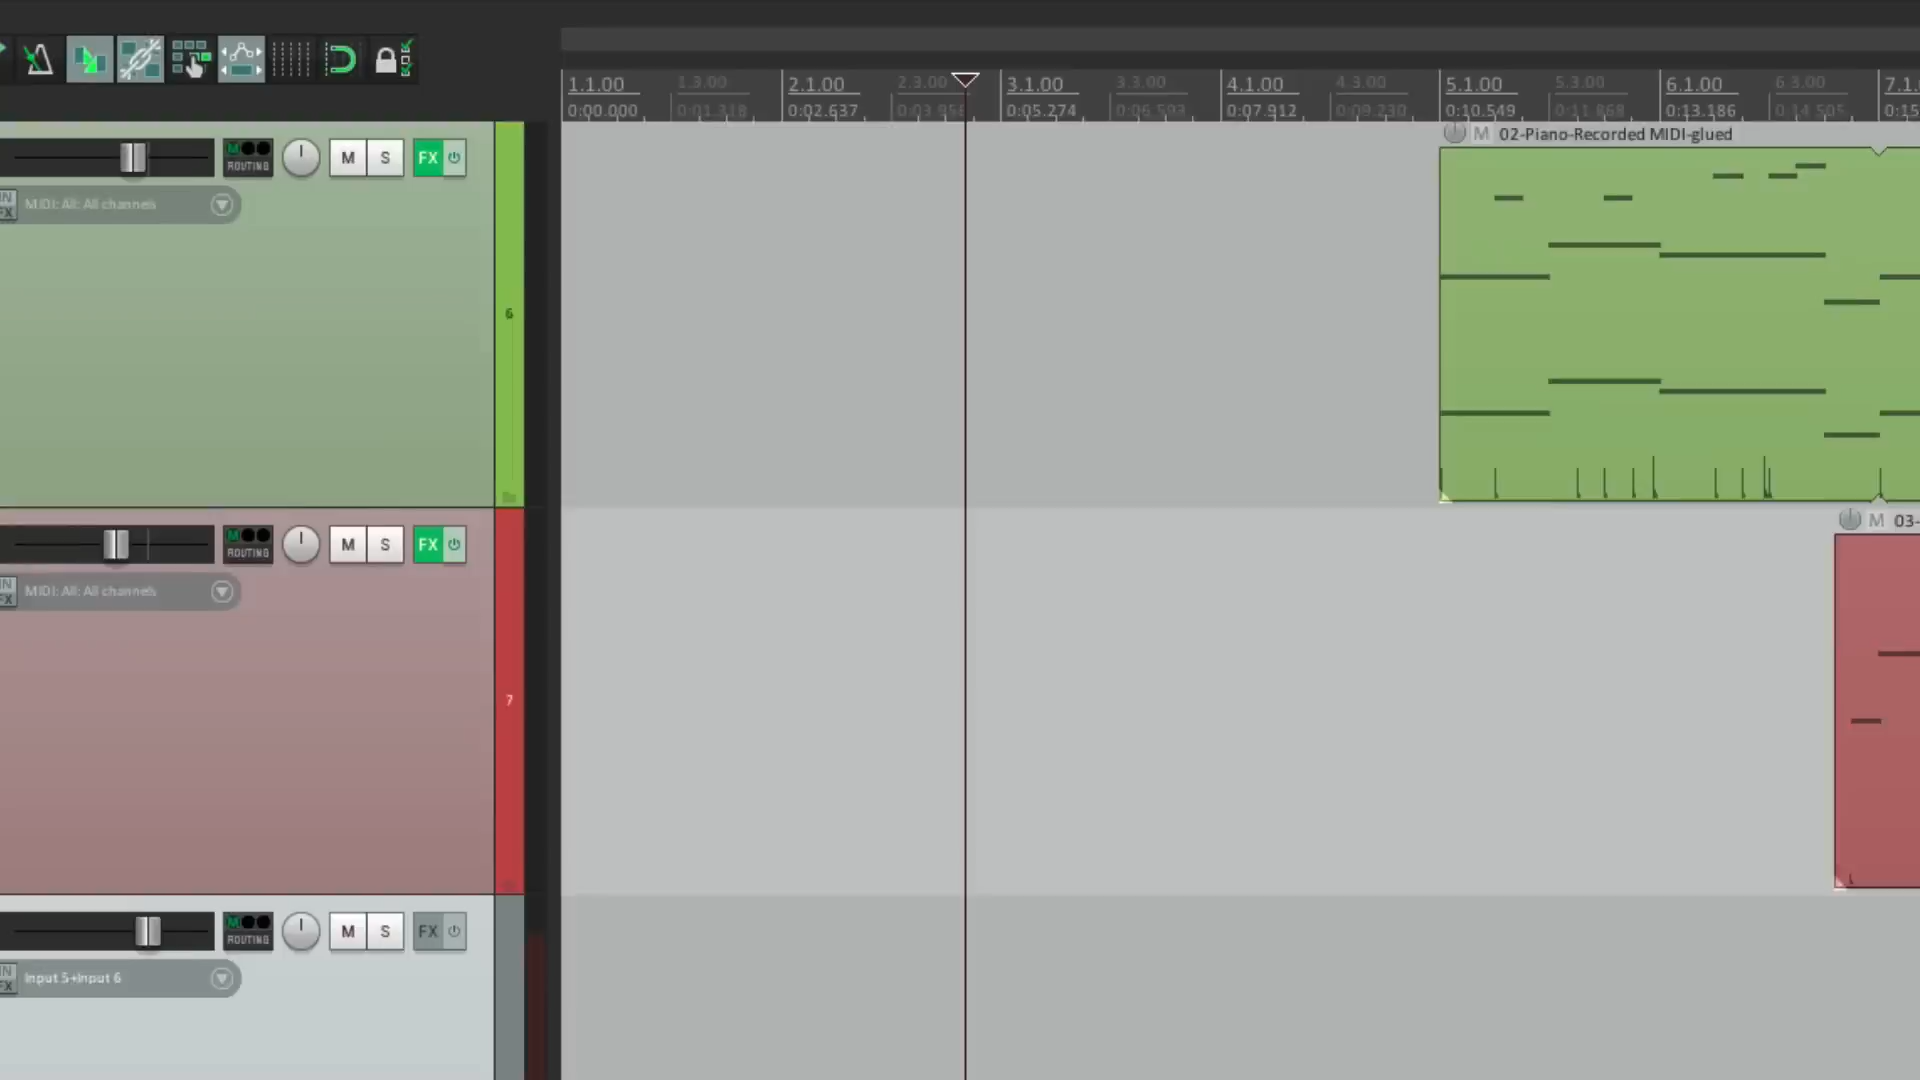 1.1.00 1.3.00 2.1.00 2.3.00 3.1.00 3.3.00 4.1.00 4.3.00 5.1.00 5.3.00 6.1.00 6.3.00
0:00.000 0:01.318 0:02.637 0:03.956 0:05.274 0:06.593 0:07.912 0:09.230 0:10.549 0:11.868 0:13.186 0:14.505
M 02-Piano-Recorded MIDI-glued
M ROUTING M S FX
IN FX MIDI: All: All channels
6
M 03-
M ROUTING M S FX
IN FX MIDI: All: All channels
7
M ROUTING M S FX
IN FX Input 5+Input 6